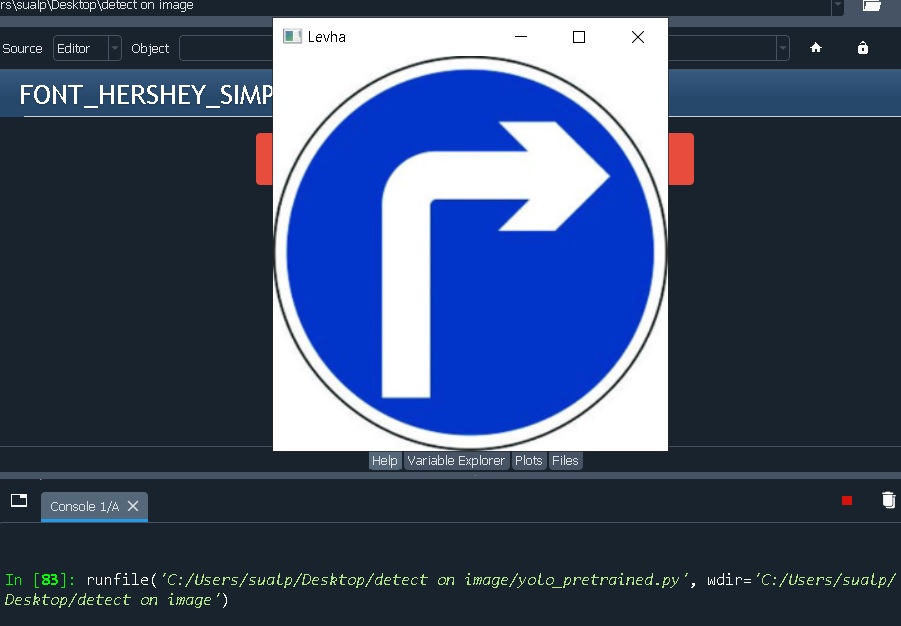 rs\sualp\Desktop\detect on image
Levha
Source Editor Object
FONT_HERSHEY_SIMP
Help Variable Explorer Plots Files
Console 1/A
In [83]: runfile('C:/Users/sualp/Desktop/detect on image/yolo_pretrained.py', wdir='C:/Users/sualp/
Desktop/detect on image')